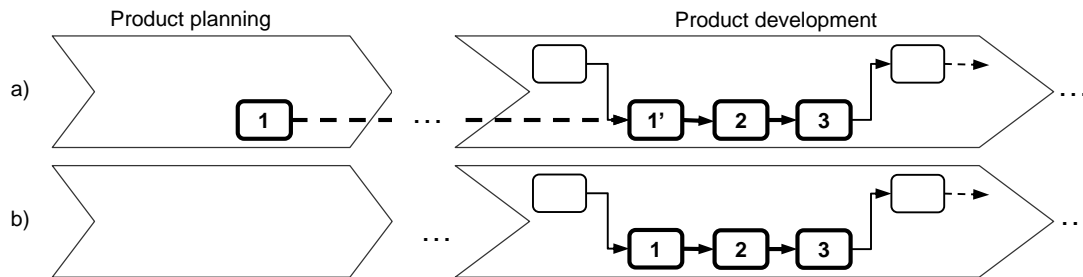 Product planning
Product development
a)
1
...
1’
2
3
...
b)
...
1
2
3
...